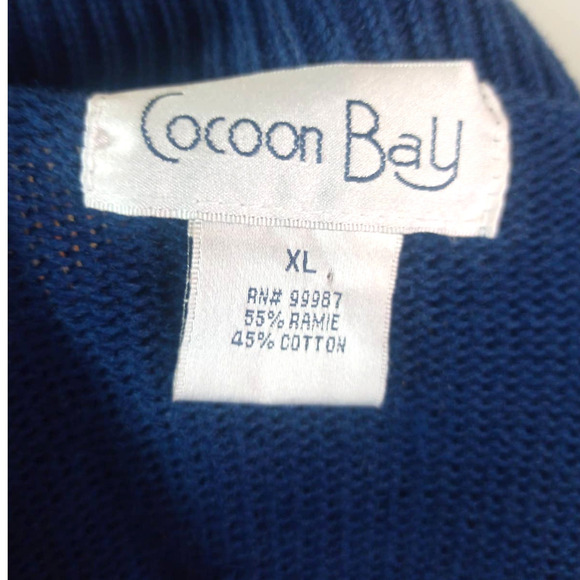 Cocoon Bay
XL
RN# 99987
55% RAMIE
45% COTTON